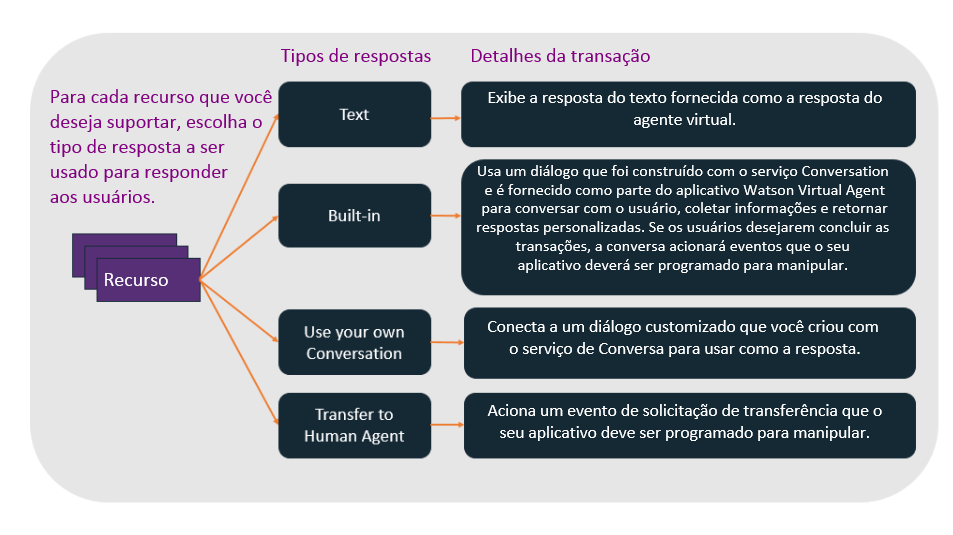 Tipos de respostas
Detalhes da transação
Para cada recurso que você
deseja suportar, escolha o
tipo de resposta a ser
usado para responder
aos usuários.
Recurso
Text
Exibe a resposta do texto fornecida como a resposta do
agente virtual.
Built-in
Usa um diálogo que foi construído com o serviço Conversation
e é fornecido como parte do aplicativo Watson Virtual Agent
para conversar com o usuário, coletar informações e retornar
respostas personalizadas. Se os usuários desejarem concluir as
transações, a conversa acionará eventos que o seu
aplicativo deverá ser programado para manipular.
Use your own
Conversation
Conecta a um diálogo customizado que você criou com
o serviço de Conversa para usar como a resposta.
Transfer to
Human Agent
Aciona um evento de solicitação de transferência que o
seu aplicativo deve ser programado para manipular.